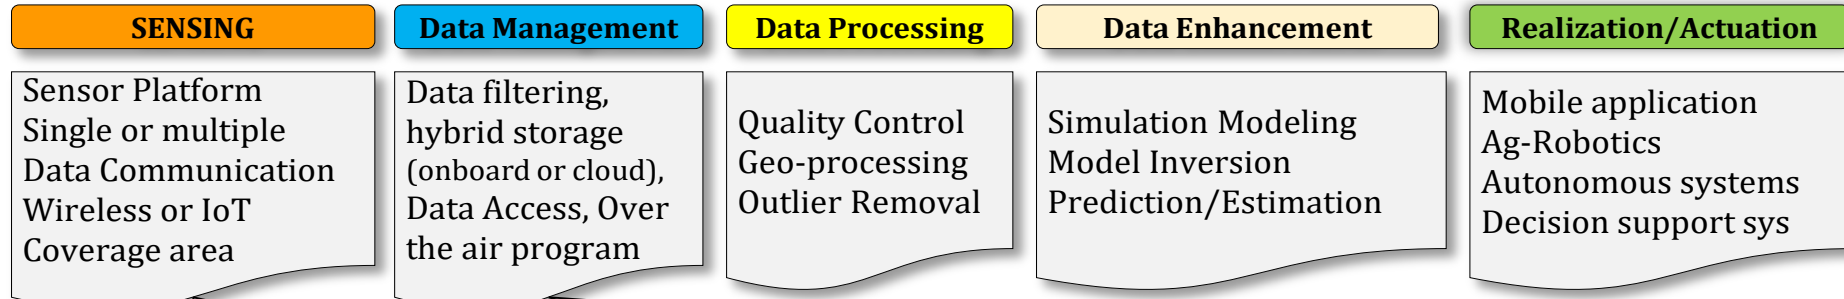 SENSING
Sensor Platform
Single or multiple
Data Communication
Wireless or IoT
Coverage area
Data Management
Data filtering,
hybrid storage
(onboard or cloud),
Data Access, Over
the air program
Data Processing
Quality Control
Geo-processing
Outlier Removal
Data Enhancement
Simulation Modeling
Model Inversion
Prediction/Estimation
Realization/Actuation
Mobile application
Ag-Robotics
Autonomous systems
Decision support sys